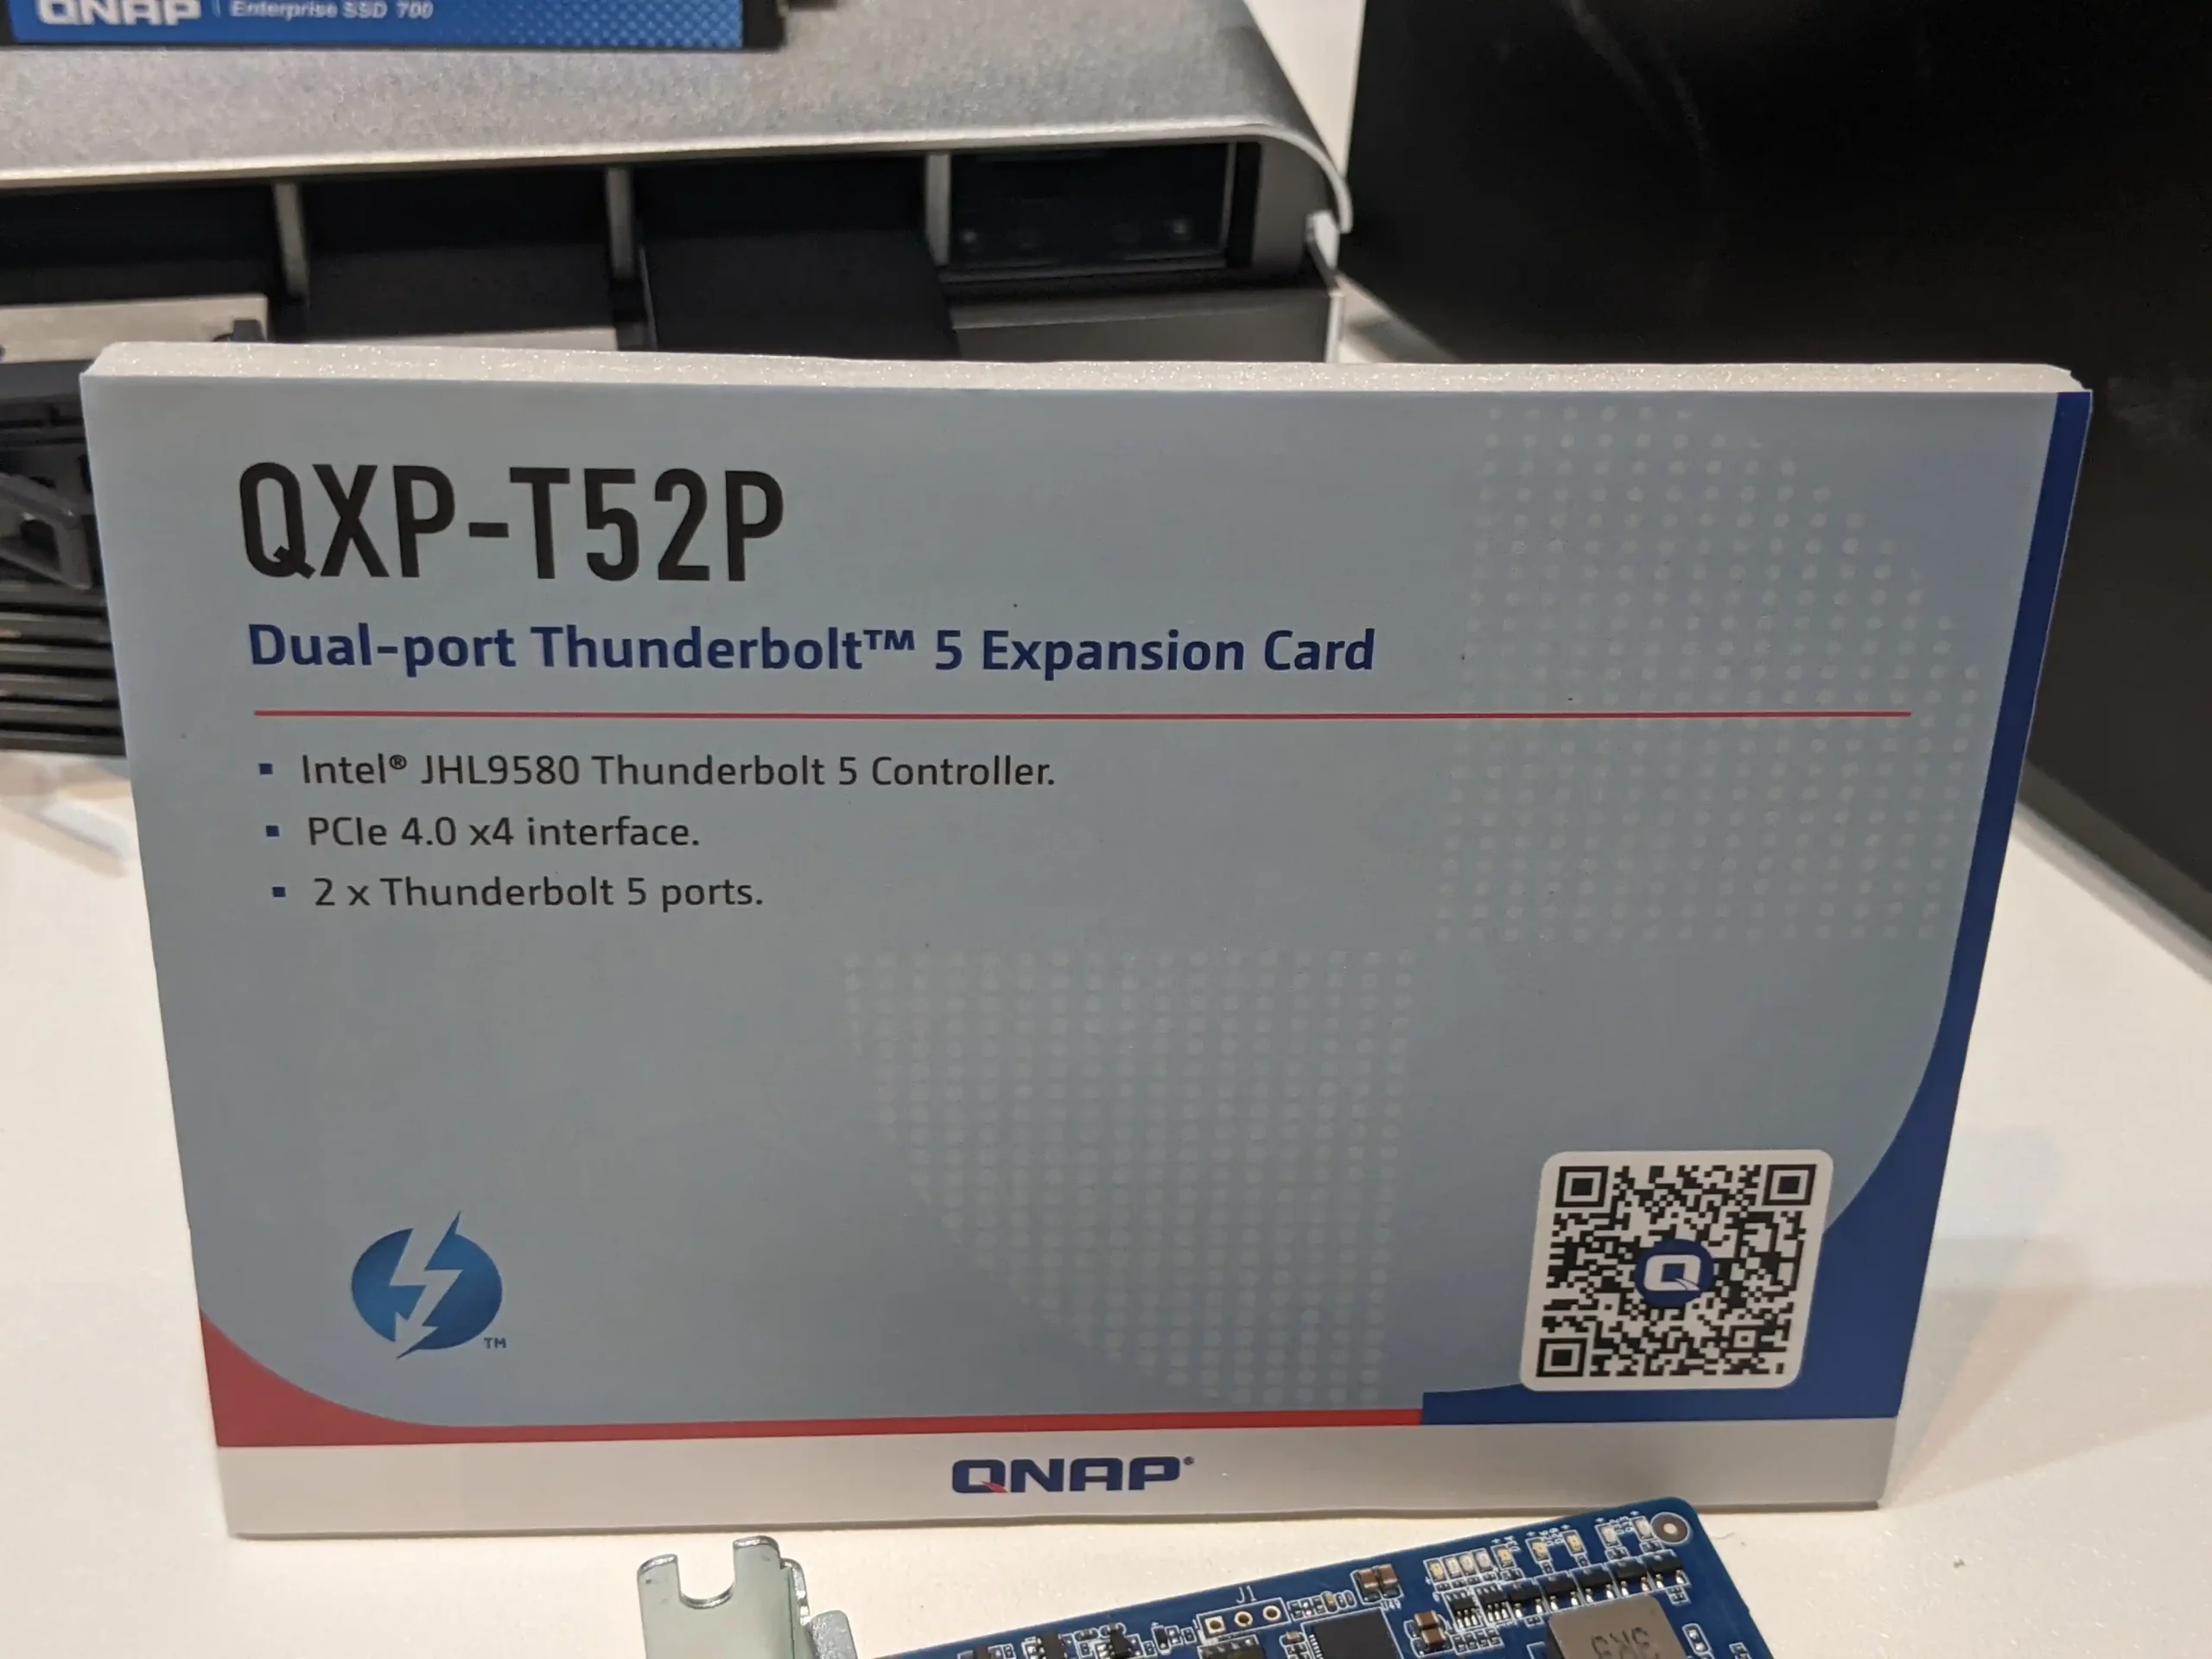 QNAP | Enterprise SSD 700
QXP-T52P
Dual-port Thunderbolt™ 5 Expansion Card
▪ Intel® JHL9580 Thunderbolt 5 Controller.
▪ PCIe 4.0 x4 interface.
▪ 2 x Thunderbolt 5 ports.
TM
Q
QNAP®
J1